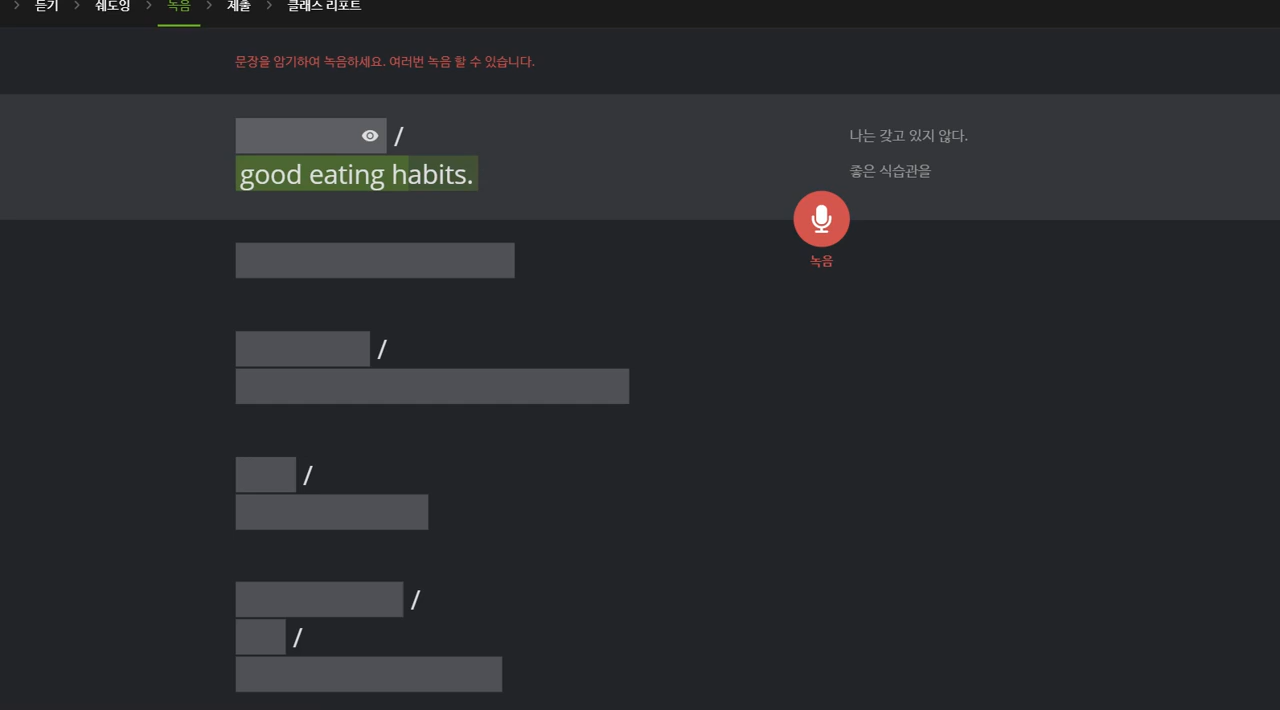 > 듣기 > 쉐도잉 > 녹음 > 제출 > 클래스 리포트
문장을 암기하여 녹음하세요. 여러번 녹음 할 수 있습니다.
/
나는 갖고 있지 않다.
good eating habits.
좋은 식습관을
녹음
/
/
/
/